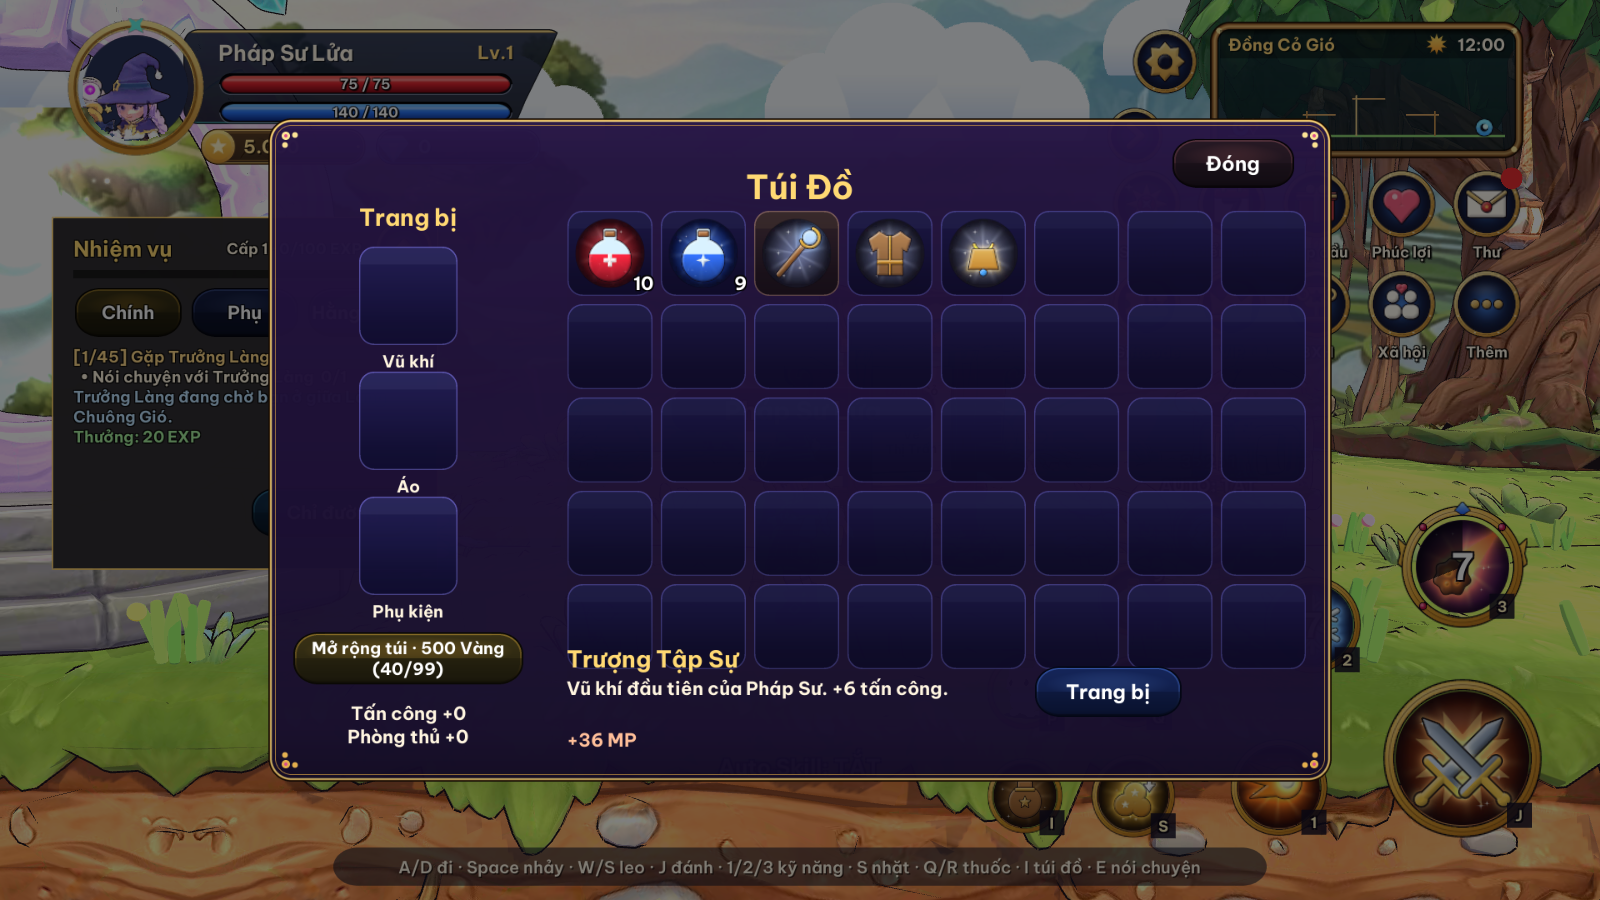 Pháp Sư Lửa
Lv.1
75 / 75
140 / 140
5.0
Đồng Cỏ Gió
12:00
Túi Đồ
Đóng
Trang bị
Vũ khí
Áo
Phụ kiện
Mở rộng túi · 500 Vàng
(40/99)
Tấn công +0
Phòng thủ +0
10
9
Trượng Tập Sự
Vũ khí đầu tiên của Pháp Sư. +6 tấn công.
+36 MP
Trang bị
Nhiệm vụ
Cấp 1
Chính
Phụ
[1/45] Gặp Trưởng Làng
• Nói chuyện với Trưởng
Trưởng Làng đang chờ b
Chuông Gió.
Thưởng: 20 EXP
Phúc lợi
Thư
Xã hội
Thêm
7
3
2
J
I
S
1
A/D đi · Space nhảy · W/S leo · J đánh · 1/2/3 kỹ năng · S nhặt · Q/R thuốc · I túi đồ · E nói chuyện